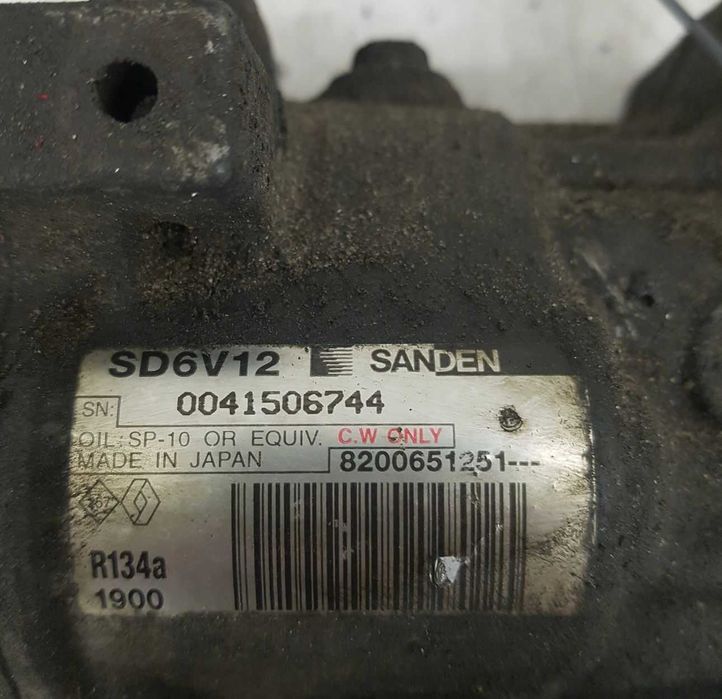 SD6V12 SANDEN
SN: 0041506744
OIL: SP-10 OR EQUIV. C.W ONLY
MADE IN JAPAN 8200651251---
R134a
1900